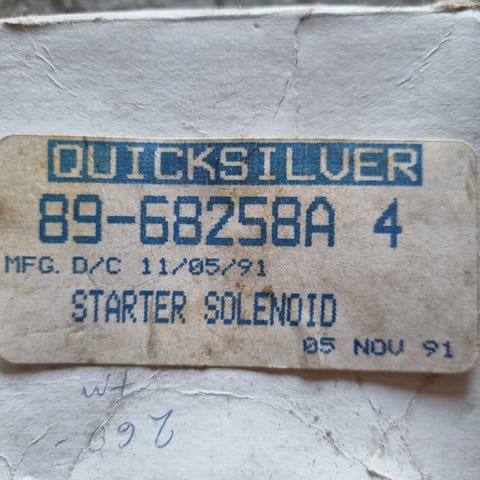 QUICKSILVER
89-68258A 4
MFG. D/C 11/05/91
STARTER SOLENOID
05 NOV 91